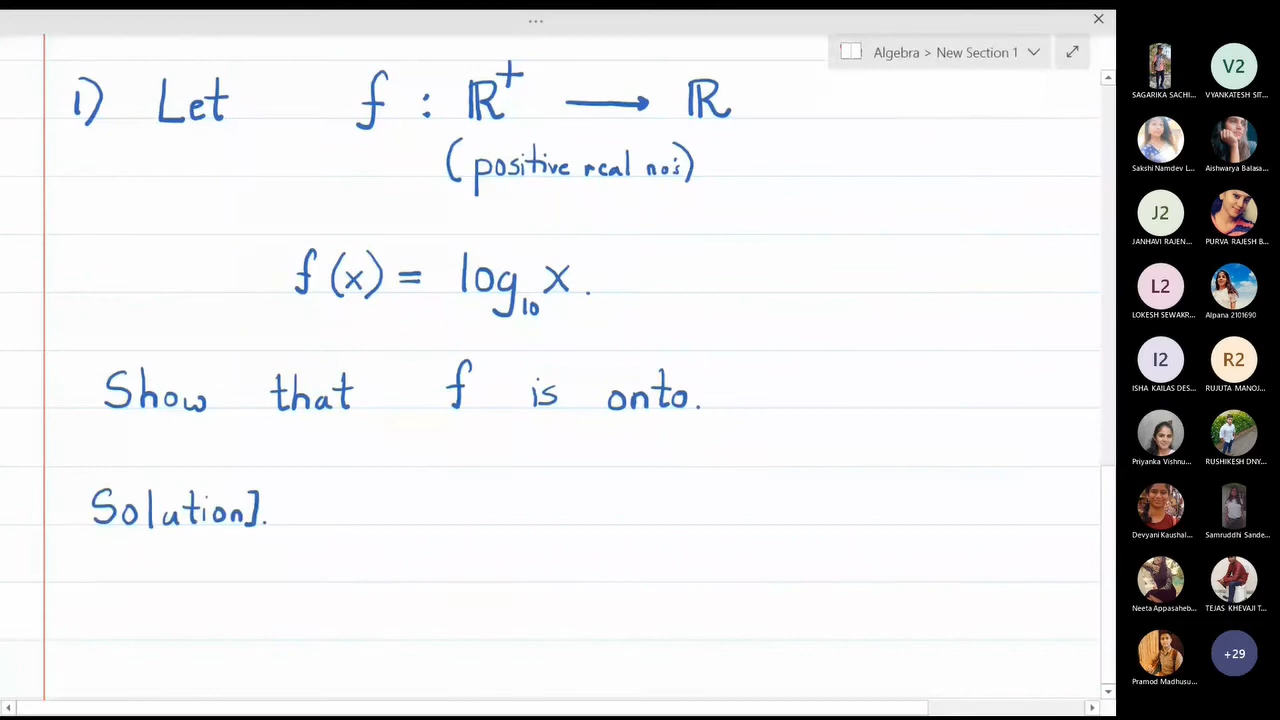 Algebra > New Section 1
1) Let f : ℝ⁺ ⟶ ℝ
(positive real no's)
f(x) = log₁₀ x.
Show that f is onto.
Solution].
SAGARIKA SACHI...
V2
VYANKATESH SIT...
Sakshi Namdev L...
Aishwarya Balasa...
J2
JANHAVI RAJEN...
PURVA RAJESH B...
L2
LOKESH SEWAKR...
Alpana 2101690
I2
ISHA KAILAS DES...
R2
RUJUTA MANOJ...
Priyanka Vishnu...
RUSHIKESH DNY...
Devyani Kaushal...
Samruddhi Sande...
Neeta Appasaheb...
TEJAS KHEVAJI T...
Pramod Madhusu...
+29